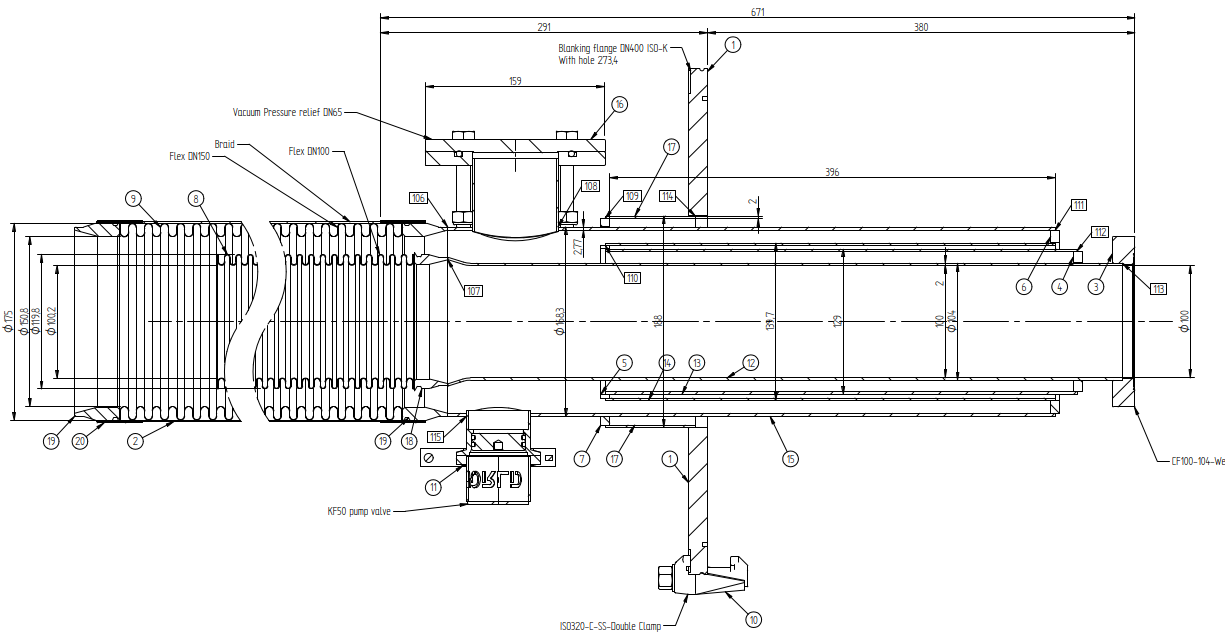 671
291
380
Blanking flange DN400 ISO-K
With hole 273,4
1
159
16
Vacuum Pressure relief DN65
Braid
Flex DN150
Flex DN100
17
396
9
8
106
108
109
114
2
111
112
110
107
2,77
6
4
3
113
2
Φ175
Φ150,8
Φ119,8
Φ100,2
Φ168,3
188
139,7
129
100
Φ104
Φ100
5
14
13
12
19
20
2
19
18
115
7
17
1
15
11
CF100-104-We
KF50 pump valve
10
ISO320-C-SS-Double Clamp